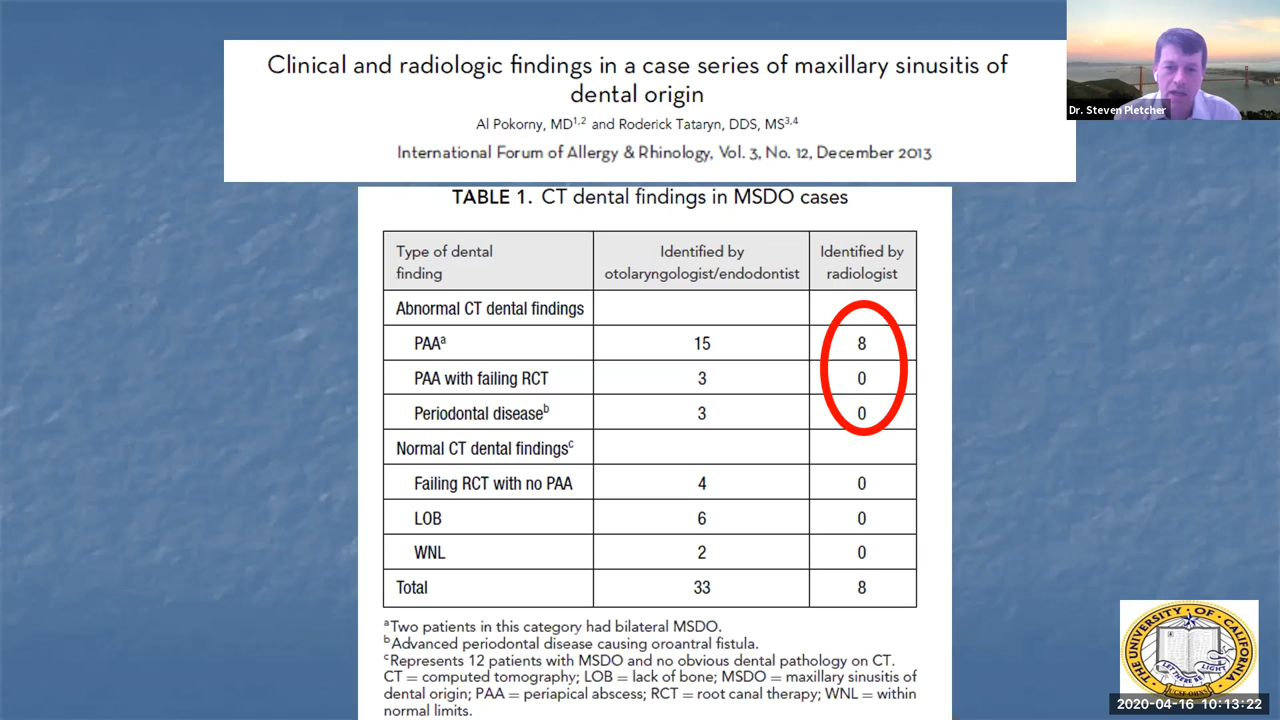 Clinical and radiologic findings in a case series of maxillary sinusitis of
dental origin
Al Pokorny, MD1,2 and Roderick Tataryn, DDS, MS3,4
International Forum of Allergy & Rhinology, Vol. 3, No. 12, December 2013
Dr. Steven Pletcher
TABLE 1. CT dental findings in MSDO cases
Type of dental finding Identified by otolaryngologist/endodontist Identified by radiologist
Abnormal CT dental findings
PAAa 15 8
PAA with failing RCT 3 0
Periodontal diseaseb 3 0
Normal CT dental findingsc
Failing RCT with no PAA 4 0
LOB 6 0
WNL 2 0
Total 33 8
aTwo patients in this category had bilateral MSDO.
bAdvanced periodontal disease causing oroantral fistula.
cRepresents 12 patients with MSDO and no obvious dental pathology on CT.
CT = computed tomography; LOB = lack of bone; MSDO = maxillary sinusitis of
dental origin; PAA = periapical abscess; RCT = root canal therapy; WNL = within
normal limits.
THE UNIVERSITY OF CALIFORNIA
LET THERE BE LIGHT
UCSF OHNS
2020-04-16 10:13:22